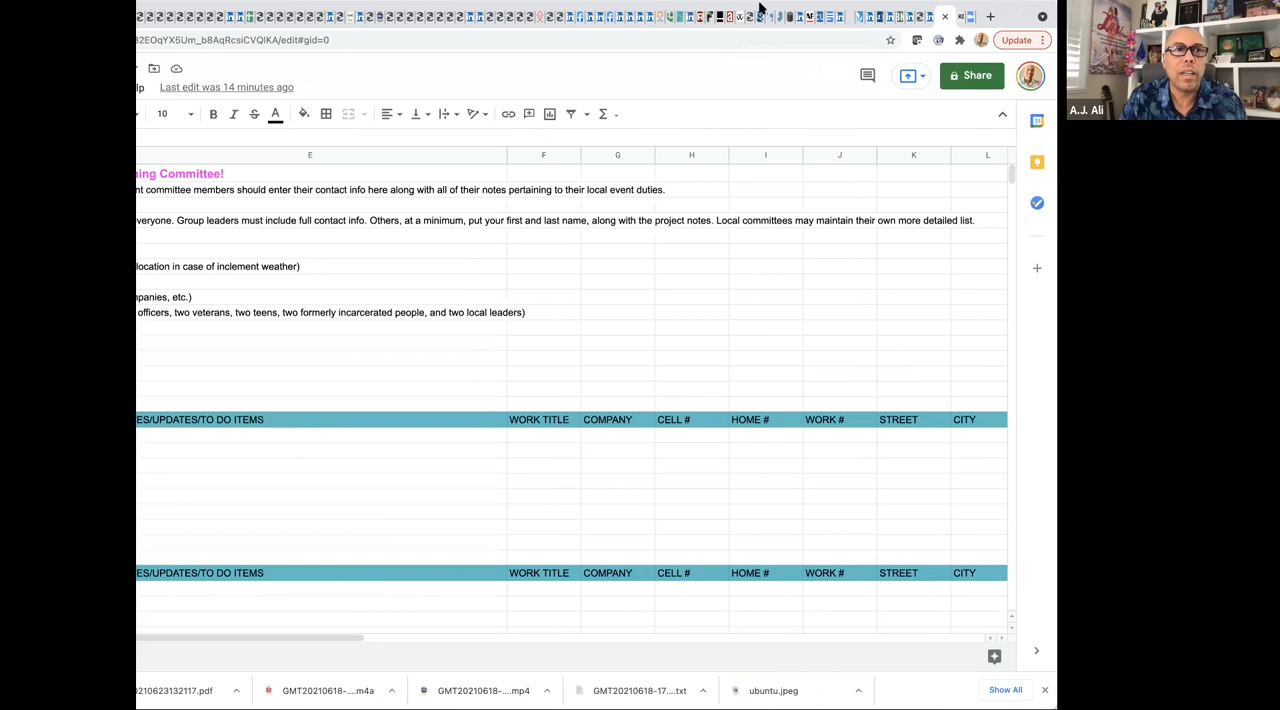 32EOqYX5Um_b8AqRcsiCVQIKA/edit#gid=0
Update
A.J. Ali
lp
Last edit was 14 minutes ago
Share
10
B I S A
E F G H I J K L
ning Committee!
nt committee members should enter their contact info here along with all of their notes pertaining to their local event duties.
everyone. Group leaders must include full contact info. Others, at a minimum, put your first and last name, along with the project notes. Local committees may maintain their own more detailed list.
location in case of inclement weather)
mpanies, etc.)
officers, two veterans, two teens, two formerly incarcerated people, and two local leaders)
ES/UPDATES/TO DO ITEMS WORK TITLE COMPANY CELL # HOME # WORK # STREET CITY
ES/UPDATES/TO DO ITEMS WORK TITLE COMPANY CELL # HOME # WORK # STREET CITY
0210623132117.pdf GMT20210618-....m4a GMT20210618-....mp4 GMT20210618-17....txt ubuntu.jpeg Show All